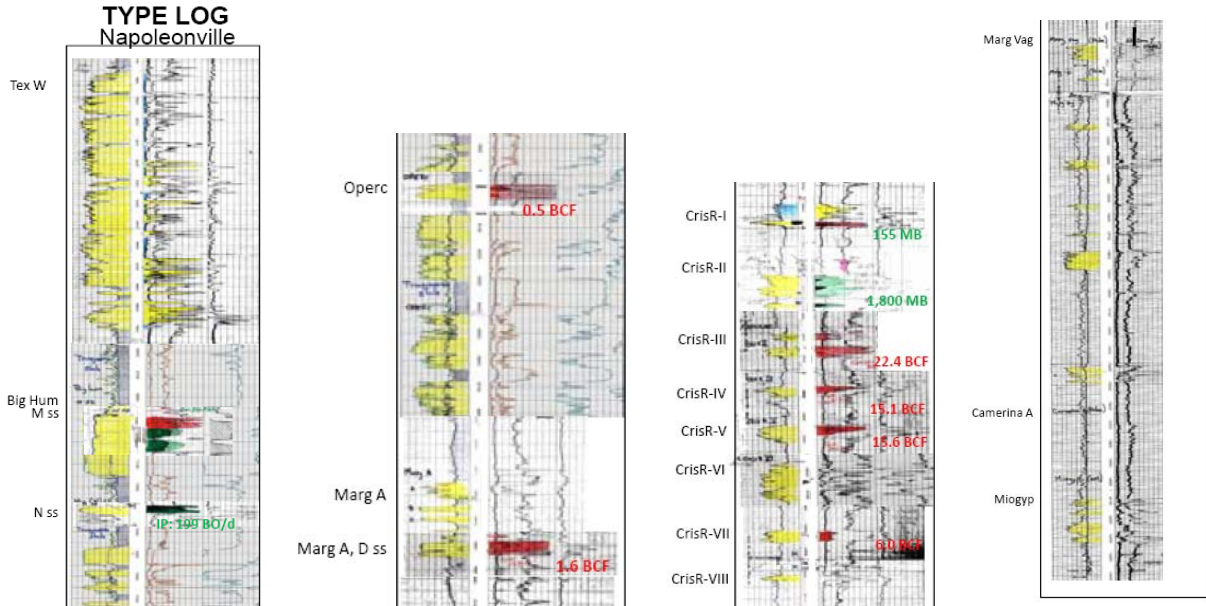 TYPE LOG
Napoleonville
Tex W
Big Hum
M ss
N ss
IP: 199 BO/d
Operc
0.5 BCF
Marg A
Marg A, D ss
1.6 BCF
CrisR-I
155 MB
CrisR-II
1,800 MB
CrisR-III
22.4 BCF
CrisR-IV
15.1 BCF
CrisR-V
15.6 BCF
CrisR-VI
CrisR-VII
6.0 BCF
CrisR-VIII
Marg Vag
Camerina A
Miogyp